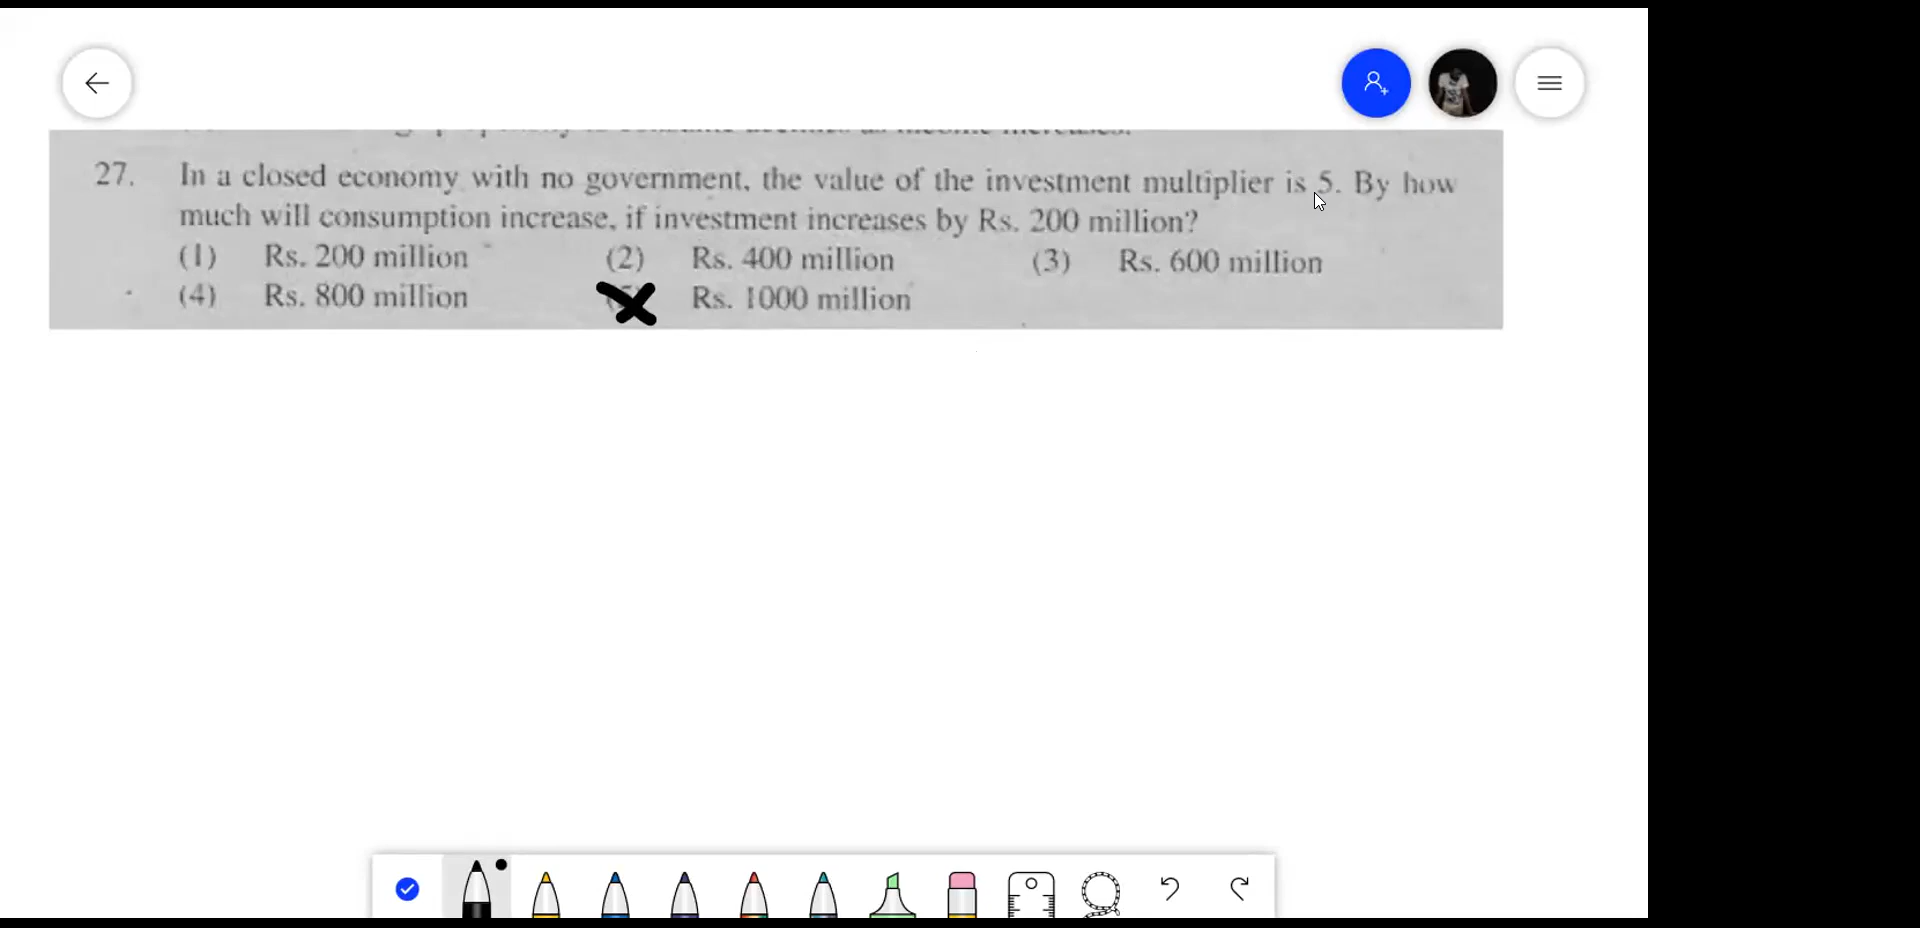 income increases.
27. In a closed economy with no government, the value of the investment multiplier is 5. By how
much will consumption increase, if investment increases by Rs. 200 million?
(1) Rs. 200 million (2) Rs. 400 million (3) Rs. 600 million
(4) Rs. 800 million Rs. 1000 million